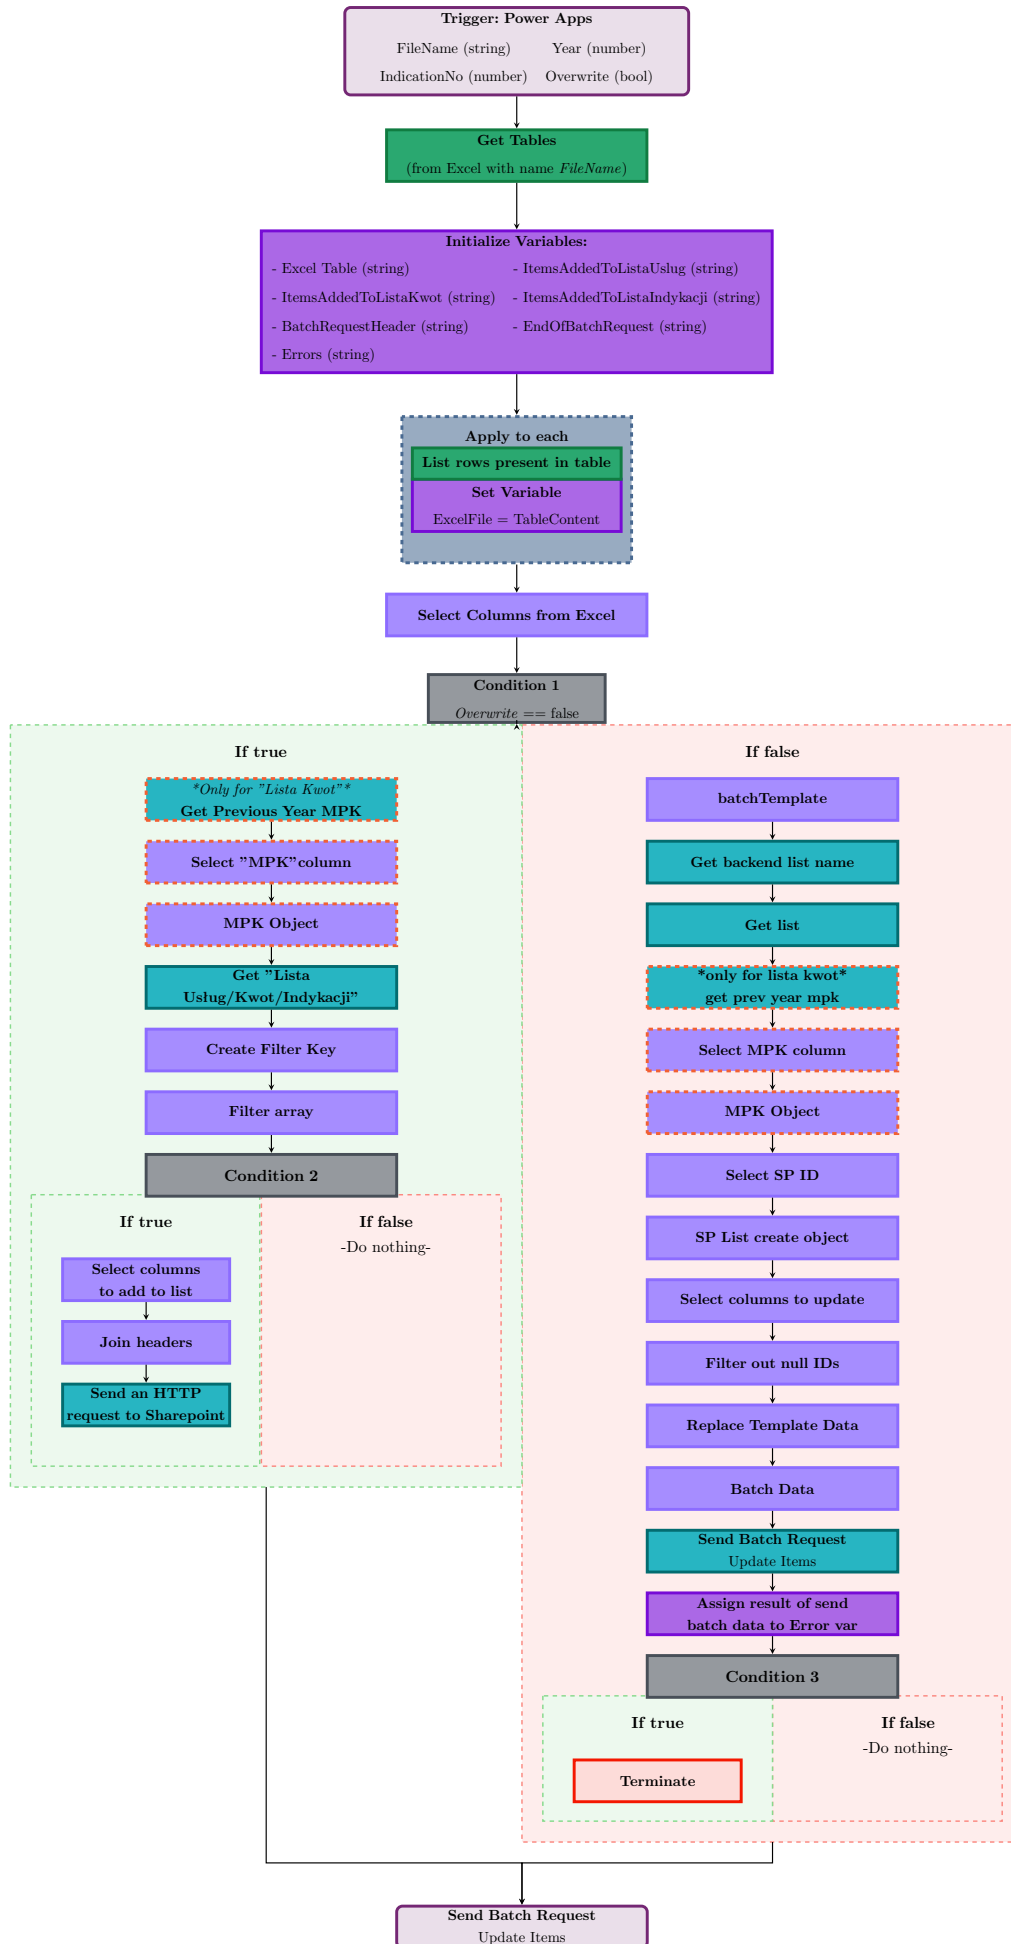 Trigger: Power Apps
FileName (string) Year (number)
IndicationNo (number) Overwrite (bool)
Get Tables
(from Excel with name FileName)
Initialize Variables:
- Excel Table (string) - ItemsAddedToListaUslug (string)
- ItemsAddedToListaKwot (string) - ItemsAddedToListaIndykacji (string)
- BatchRequestHeader (string) - EndOfBatchRequest (string)
- Errors (string)
Apply to each
List rows present in table
Set Variable
ExcelFile = TableContent
Select Columns from Excel
Condition 1
Overwrite == false
If true
*Only for ”Lista Kwot”*
Get Previous Year MPK
Select ”MPK”column
MPK Object
Get ”Lista
Usług/Kwot/Indykacji”
Create Filter Key
Filter array
Condition 2
If true
Select columns
to add to list
Join headers
Send an HTTP
request to Sharepoint
If false
-Do nothing-
If false
batchTemplate
Get backend list name
Get list
*only for lista kwot*
get prev year mpk
Select MPK column
MPK Object
Select SP ID
SP List create object
Select columns to update
Filter out null IDs
Replace Template Data
Batch Data
Send Batch Request
Update Items
Assign result of send
batch data to Error var
Condition 3
If true
Terminate
If false
-Do nothing-
Send Batch Request
Update Items